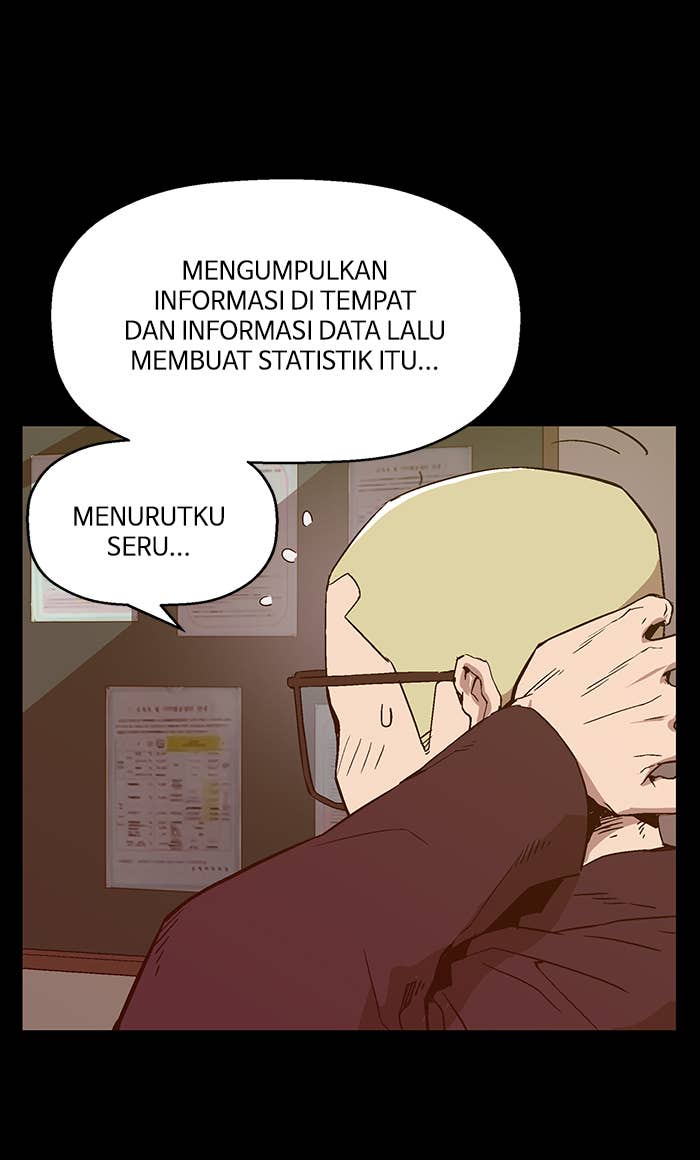 MENGUMPULKAN
INFORMASI DI TEMPAT
DAN INFORMASI DATA LALU
MEMBUAT STATISTIK ITU...
MENURUTKU
SERU...